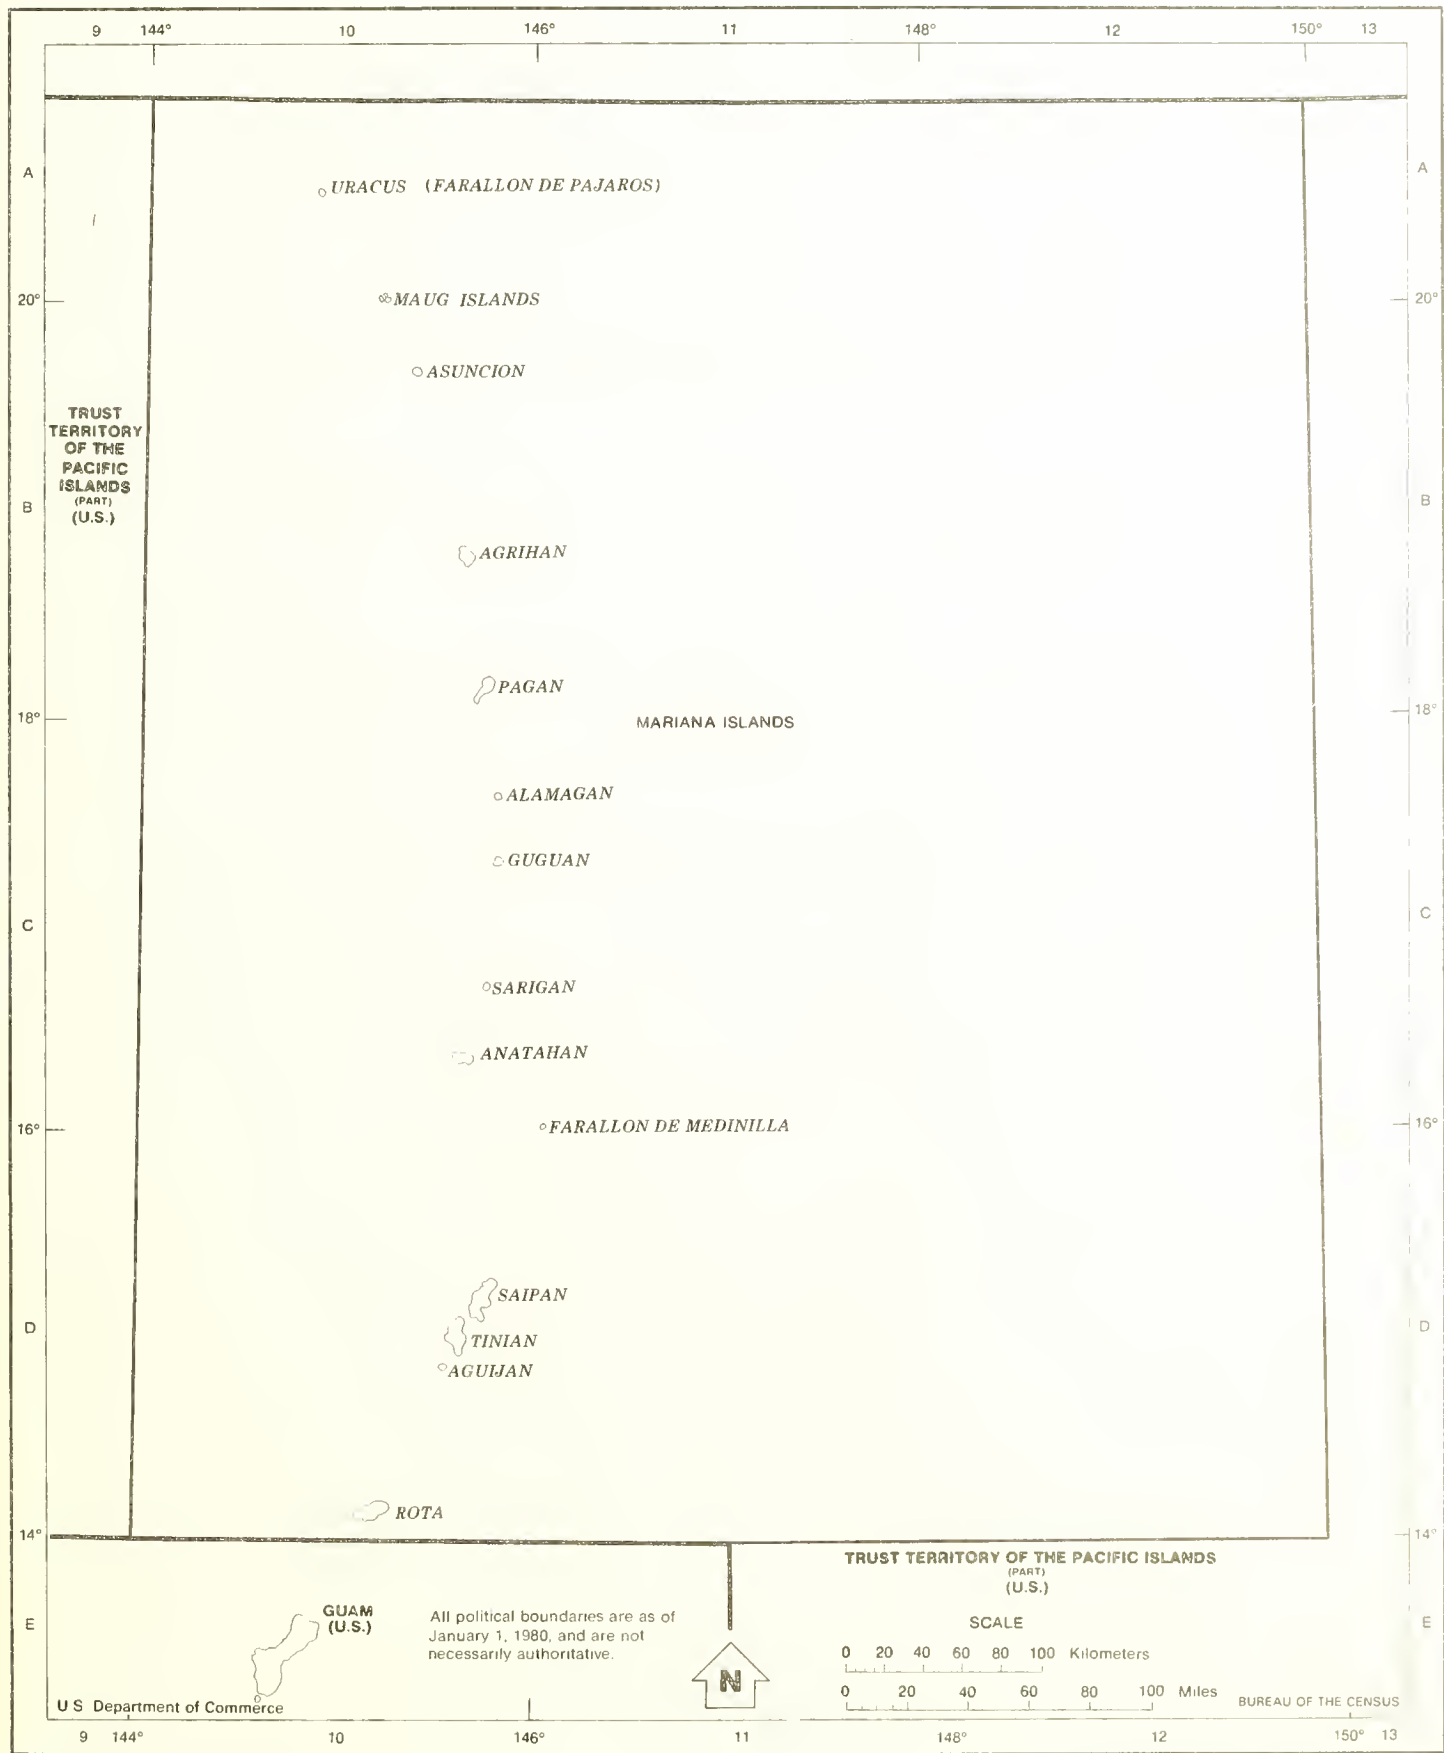 9 144° 10 146° 11 148° 12 150° 13
A A
URACUS (FARALLON DE PAJAROS)
20° MAUG ISLANDS 20°
ASUNCION
TRUST
TERRITORY
OF THE
PACIFIC
ISLANDS
(PART)
(U.S.)
B B
AGRIHAN
PAGAN
18° MARIANA ISLANDS 18°
ALAMAGAN
GUGUAN
C C
SARIGAN
ANATAHAN
16° FARALLON DE MEDINILLA 16°
SAIPAN
D D
TINIAN
AGUIJAN
ROTA
14° 14°
TRUST TERRITORY OF THE PACIFIC ISLANDS
(PART)
(U.S.)
E E
GUAM
(U.S.)
All political boundaries are as of
January 1, 1980, and are not
necessarily authoritative.
N
SCALE
0 20 40 60 80 100 Kilometers
0 20 40 60 80 100 Miles
U S Department of Commerce
BUREAU OF THE CENSUS
9 144° 10 146° 11 148° 12 150° 13